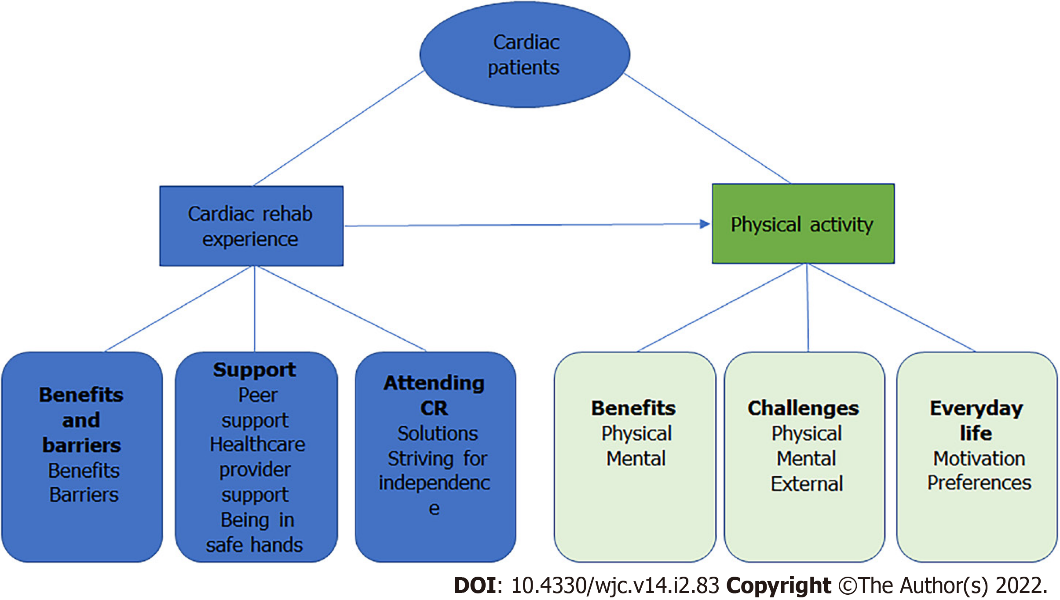 Cardiac
patients
Cardiac rehab
experience
Physical activity
Benefits
and
barriers
Benefits
Barriers
Support
Peer
support
Healthcare
provider
support
Being in
safe hands
Attending
CR
Solutions
Striving for
independenc
e
Benefits
Physical
Mental
Challenges
Physical
Mental
External
Everyday
life
Motivation
Preferences
DOI: 10.4330/wjc.v14.i2.83 Copyright ©The Author(s) 2022.